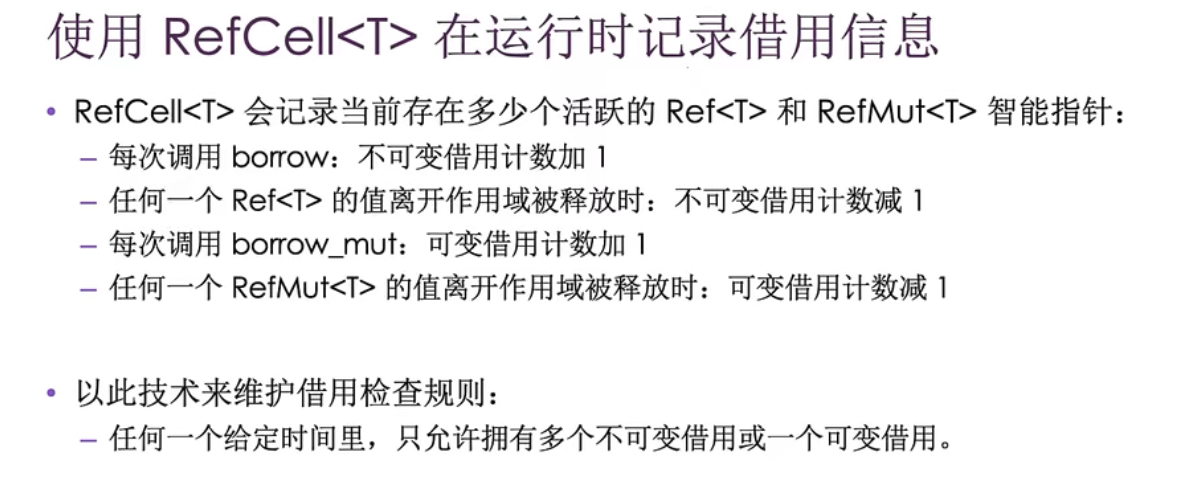 使用 RefCell<T> 在运行时记录借用信息
• RefCell<T> 会记录当前存在多少个活跃的 Ref<T> 和 RefMut<T> 智能指针：
– 每次调用 borrow：不可变借用计数加 1
– 任何一个 Ref<T> 的值离开作用域被释放时：不可变借用计数减 1
– 每次调用 borrow_mut：可变借用计数加 1
– 任何一个 RefMut<T> 的值离开作用域被释放时：可变借用计数减 1
• 以此技术来维护借用检查规则：
– 任何一个给定时间里，只允许拥有多个不可变借用或一个可变借用。